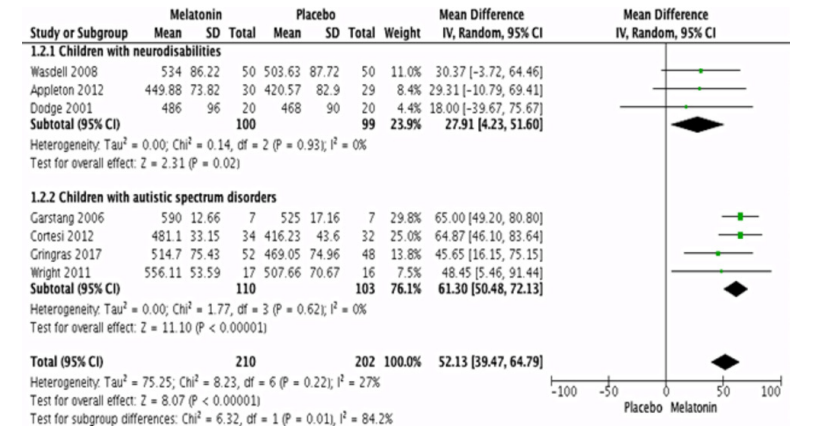 Melatonin Placebo Mean Difference Mean Difference
Study or Subgroup Mean SD Total Mean SD Total Weight IV, Random, 95% CI IV, Random, 95% CI
1.2.1 Children with neurodisabilities
Wasdell 2008 534 86.22 50 503.63 87.72 50 11.0% 30.37 [-3.72, 64.46]
Appleton 2012 449.88 73.82 30 420.57 82.9 29 8.4% 29.31 [-10.79, 69.41]
Dodge 2001 486 96 20 468 90 20 4.4% 18.00 [-39.67, 75.67]
Subtotal (95% CI) 100 99 23.9% 27.91 [4.23, 51.60]
Heterogeneity: Tau² = 0.00; Chi² = 0.14, df = 2 (P = 0.93); I² = 0%
Test for overall effect: Z = 2.31 (P = 0.02)
1.2.2 Children with autistic spectrum disorders
Garstang 2006 590 12.66 7 525 17.16 7 29.8% 65.00 [49.20, 80.80]
Cortesi 2012 481.1 33.15 34 416.23 43.6 32 25.0% 64.87 [46.10, 83.64]
Gringras 2017 514.7 75.43 52 469.05 74.96 48 13.8% 45.65 [16.15, 75.15]
Wright 2011 556.11 53.59 17 507.66 70.67 16 7.5% 48.45 [5.46, 91.44]
Subtotal (95% CI) 110 103 76.1% 61.30 [50.48, 72.13]
Heterogeneity: Tau² = 0.00; Chi² = 1.77, df = 3 (P = 0.62); I² = 0%
Test for overall effect: Z = 11.10 (P < 0.00001)
Total (95% CI) 210 202 100.0% 52.13 [39.47, 64.79]
Heterogeneity: Tau² = 75.25; Chi² = 8.23, df = 6 (P = 0.22); I² = 27%
Test for overall effect: Z = 8.07 (P < 0.00001)
Test for subgroup differences: Chi² = 6.32, df = 1 (P = 0.01), I² = 84.2%
-100 -50 0 50 100
Placebo Melatonin